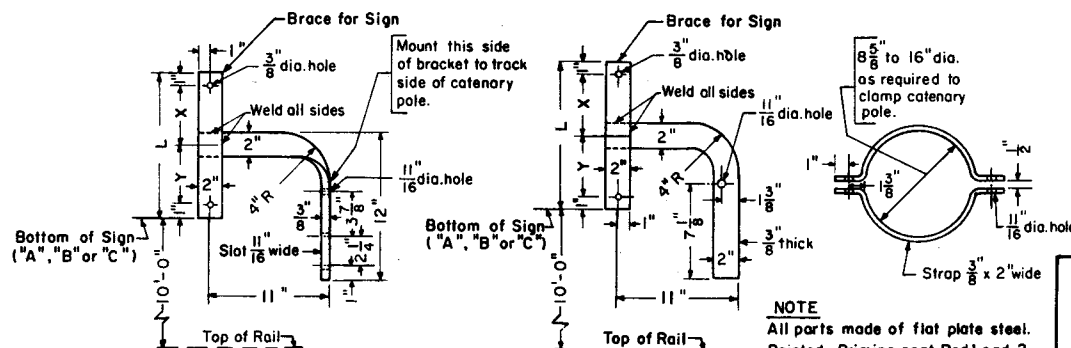 Brace for Sign
1"
3/8" dia. hole
Mount this side
of bracket to track
side of catenary
pole.
1"
X
L
Weld all sides
2"
Y
2"
4" R
11/16" dia. hole
3/8"
3 7/8"
12"
1"
Bottom of Sign
("A", "B" or "C")
Slot 11/16" wide
2 1/4"
1"
10'-0"
11"
Top of Rail
Brace for Sign
3/8" dia. hole
1"
X
L
Weld all sides
11/16" dia. hole
2"
Y
2"
4" R
1"
1 3/8"
7 1/8"
Bottom of Sign
("A", "B" or "C")
1"
3/8" thick
2"
10'-0"
11"
Top of Rail
8 5/8" to 16" dia.
as required to
clamp catenary
pole.
1"
1/2"
1 3/8"
11/16" dia. hole
Strap 3/8" x 2" wide
NOTE
All parts made of flat plate steel.